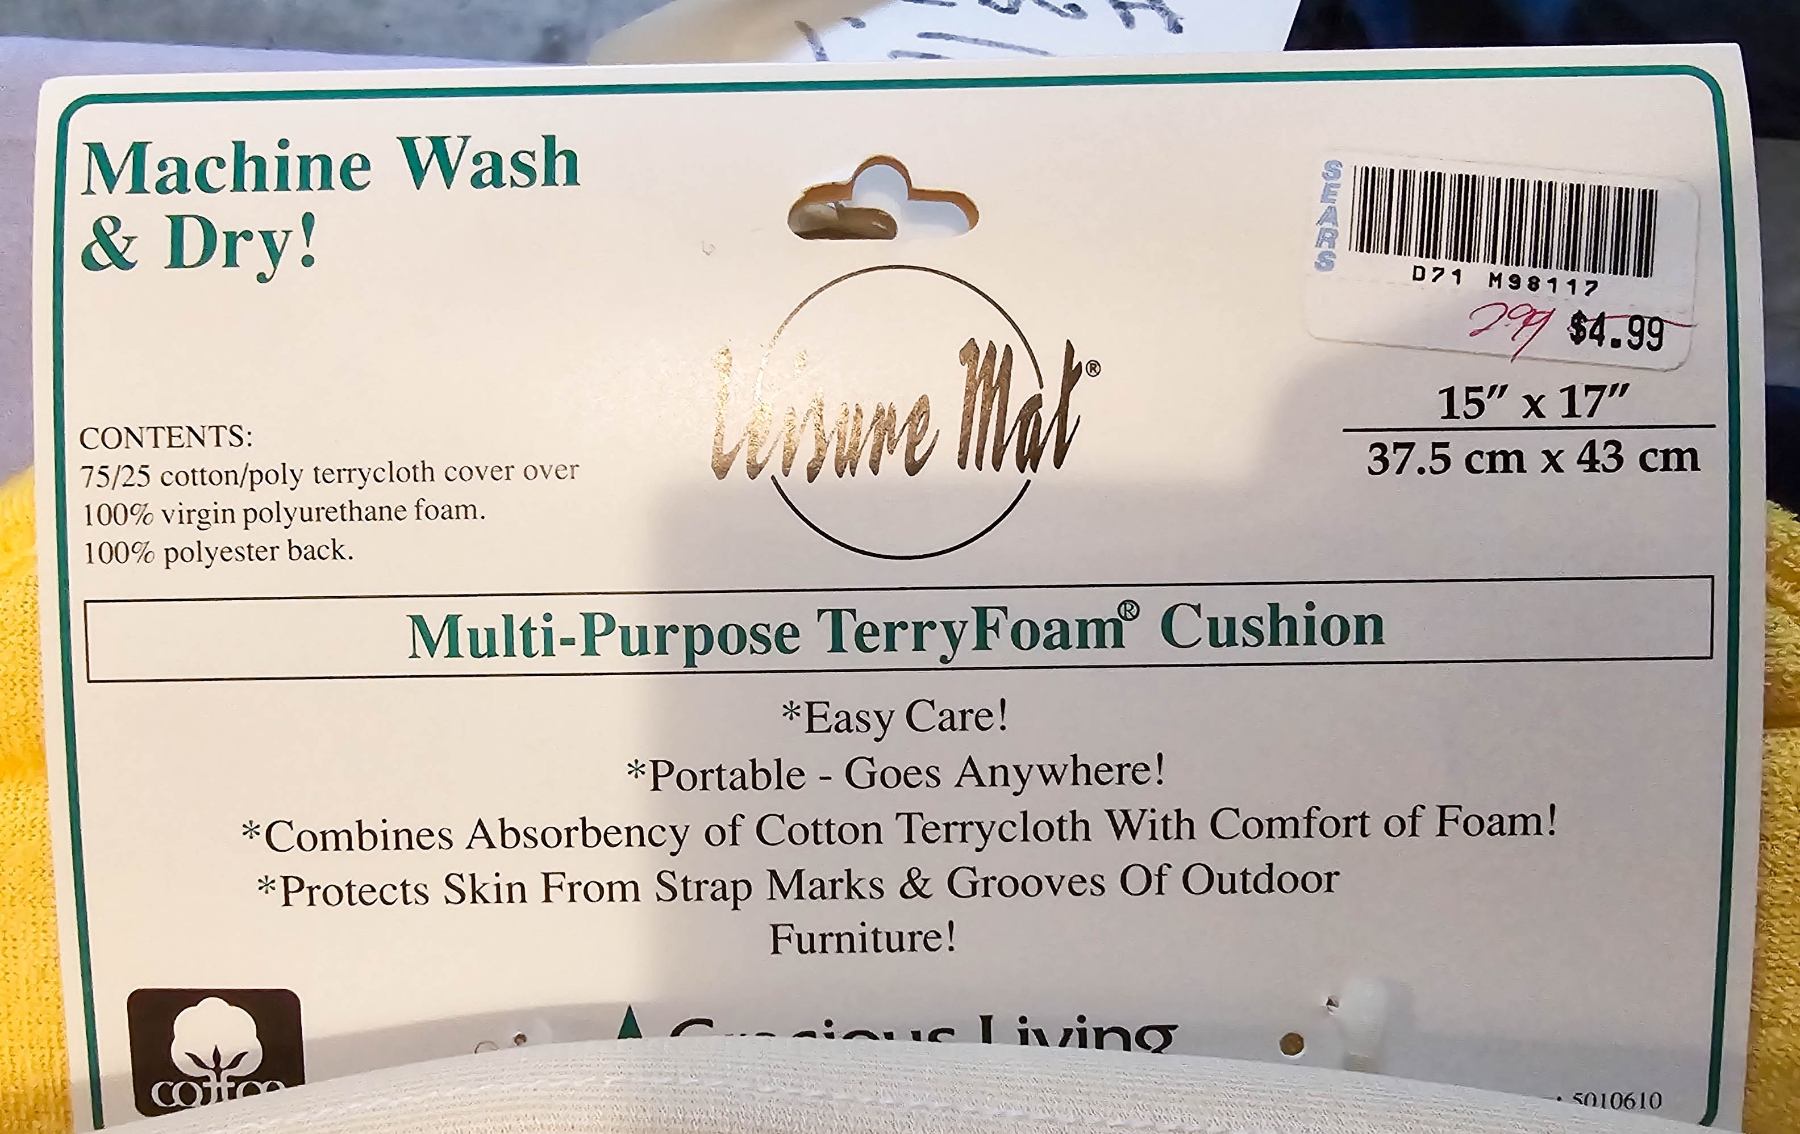 Machine Wash
& Dry!
SEARS
D71 M98117
2.99 $4.99
15" x 17"
37.5 cm x 43 cm
Leisure Mat®
CONTENTS:
75/25 cotton/poly terrycloth cover over
100% virgin polyurethane foam.
100% polyester back.
Multi-Purpose TerryFoam® Cushion
*Easy Care!
*Portable - Goes Anywhere!
*Combines Absorbency of Cotton Terrycloth With Comfort of Foam!
*Protects Skin From Strap Marks & Grooves Of Outdoor
Furniture!
Gracious Living
cotton
5010610